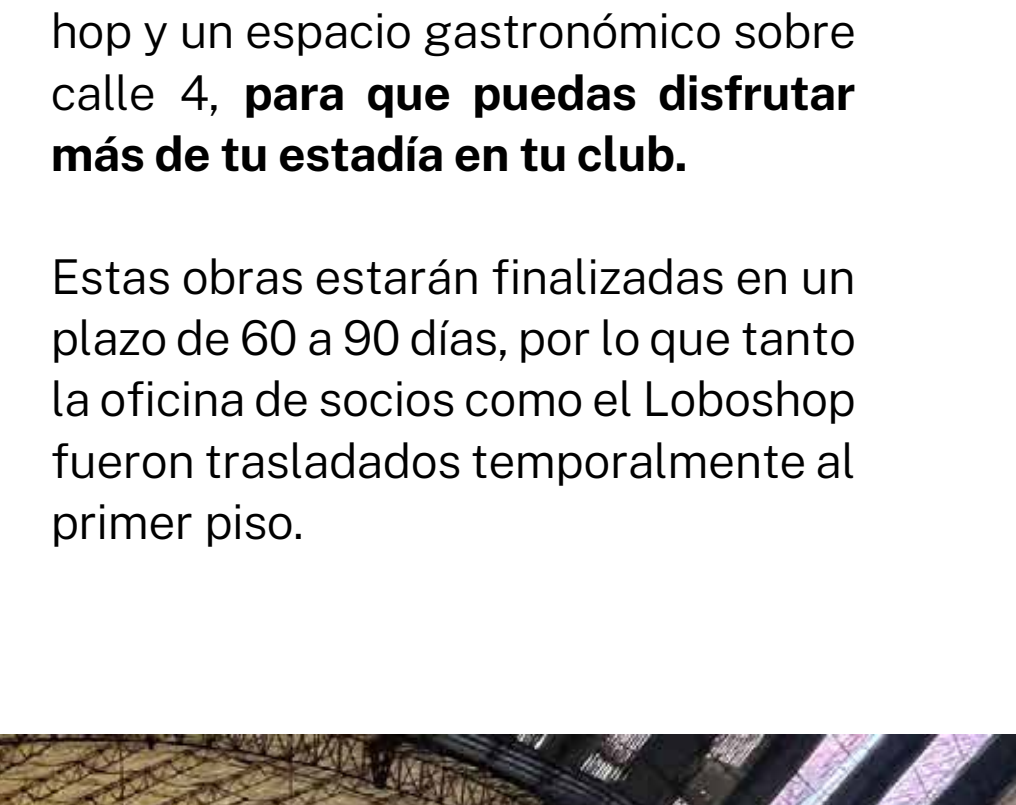 hop y un espacio gastronómico sobre
calle 4, para que puedas disfrutar
más de tu estadía en tu club.
Estas obras estarán finalizadas en un
plazo de 60 a 90 días, por lo que tanto
la oficina de socios como el Loboshop
fueron trasladados temporalmente al
primer piso.